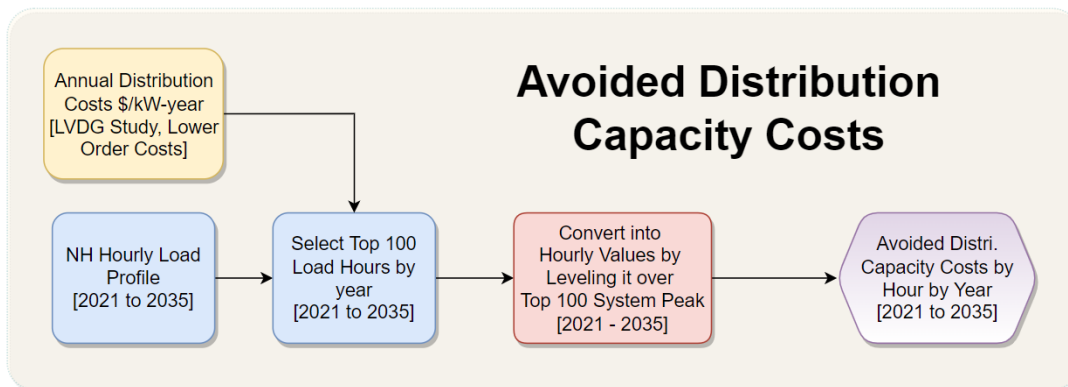 Avoided Distribution
Capacity Costs
Annual Distribution
Costs $/kW-year
[LVDG Study, Lower
Order Costs]
NH Hourly Load
Profile
[2021 to 2035]
Select Top 100
Load Hours by
year
[2021 to 2035]
Convert into
Hourly Values by
Leveling it over
Top 100 System Peak
[2021 - 2035]
Avoided Distri.
Capacity Costs by
Hour by Year
[2021 to 2035]